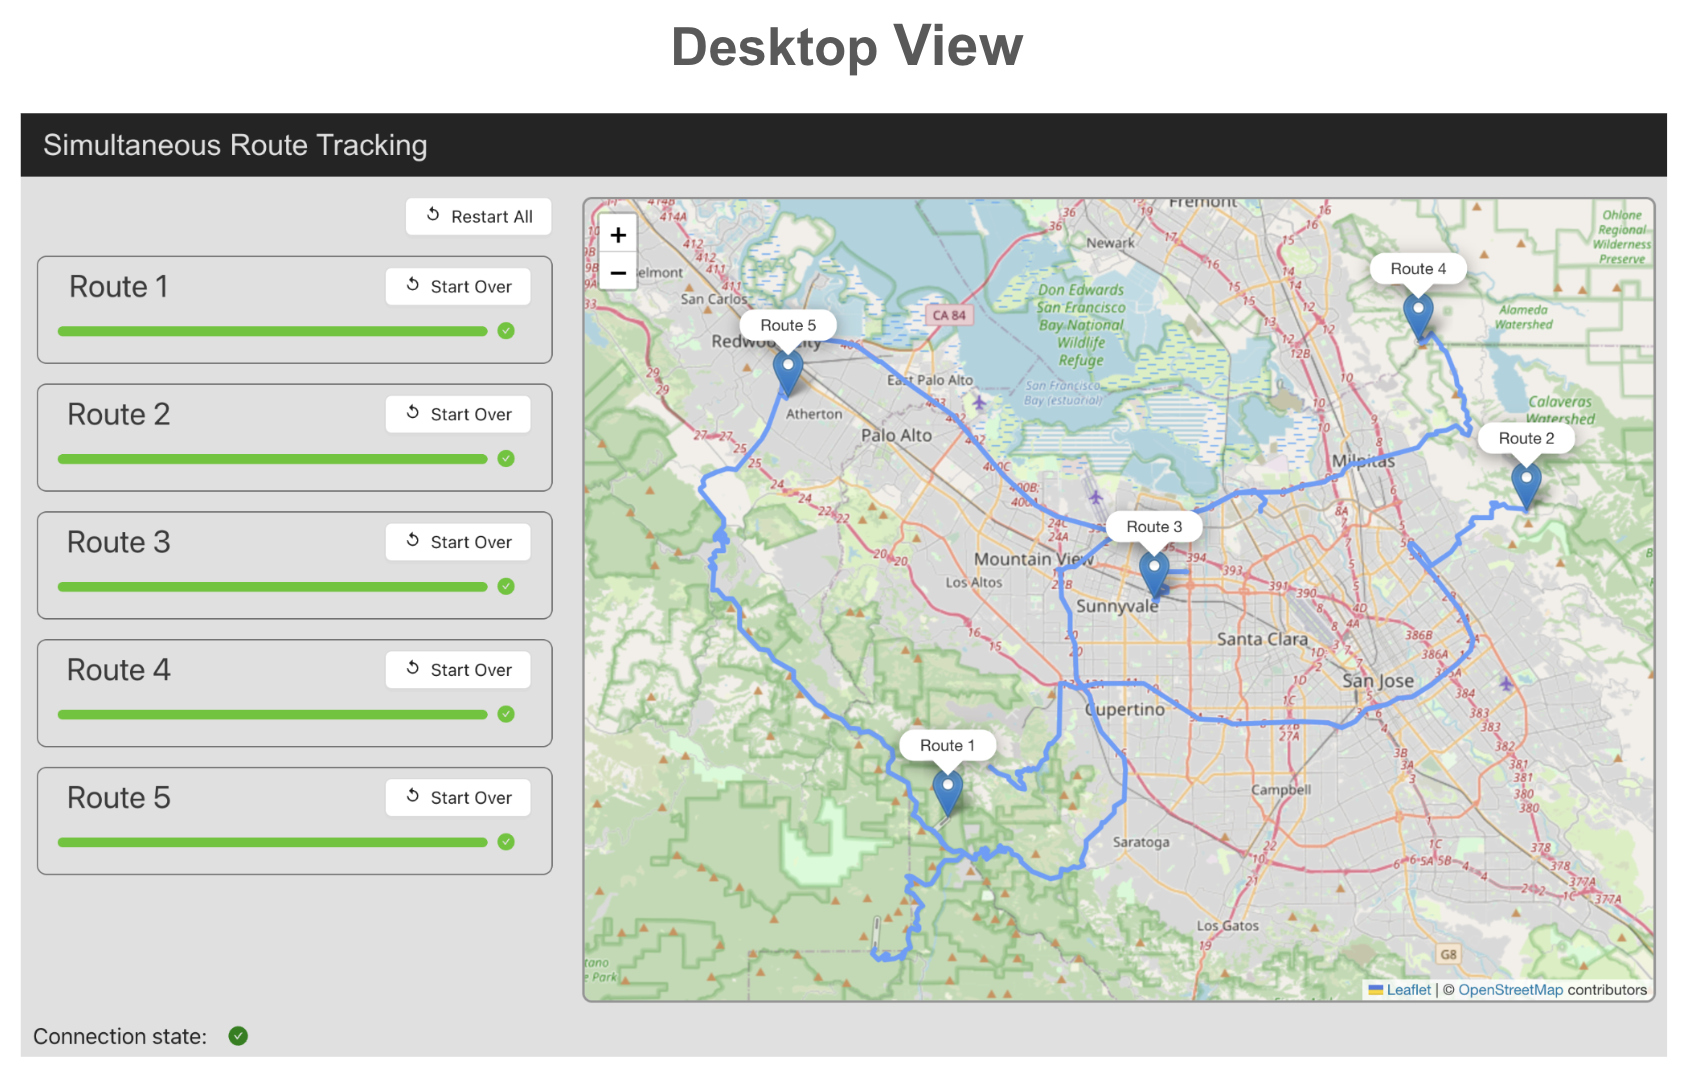 Desktop View
Simultaneous Route Tracking
Restart All
Route 1
Start Over
Route 2
Start Over
Route 3
Start Over
Route 4
Start Over
Route 5
Start Over
Connection state:
+
−
Fremont
Newark
elmont
San Carlos
Ohlone
Regional
Wilderness
Preserve
Route 4
Don Edwards
San Francisco
Bay National
Wildlife
Refuge
CA 84
Alameda
Watershed
Route 5
East Palo Alto
San Francisco
Bay (estuarial)
Atherton
Palo Alto
Calaveras
Watershed
Route 2
Milpitas
Route 3
Mountain View
Los Altos
Sunnyvale
Santa Clara
San Jose
Cupertino
Route 1
Campbell
Saratoga
Los Gatos
G8
tano
e Park
Leaflet | © OpenStreetMap contributors